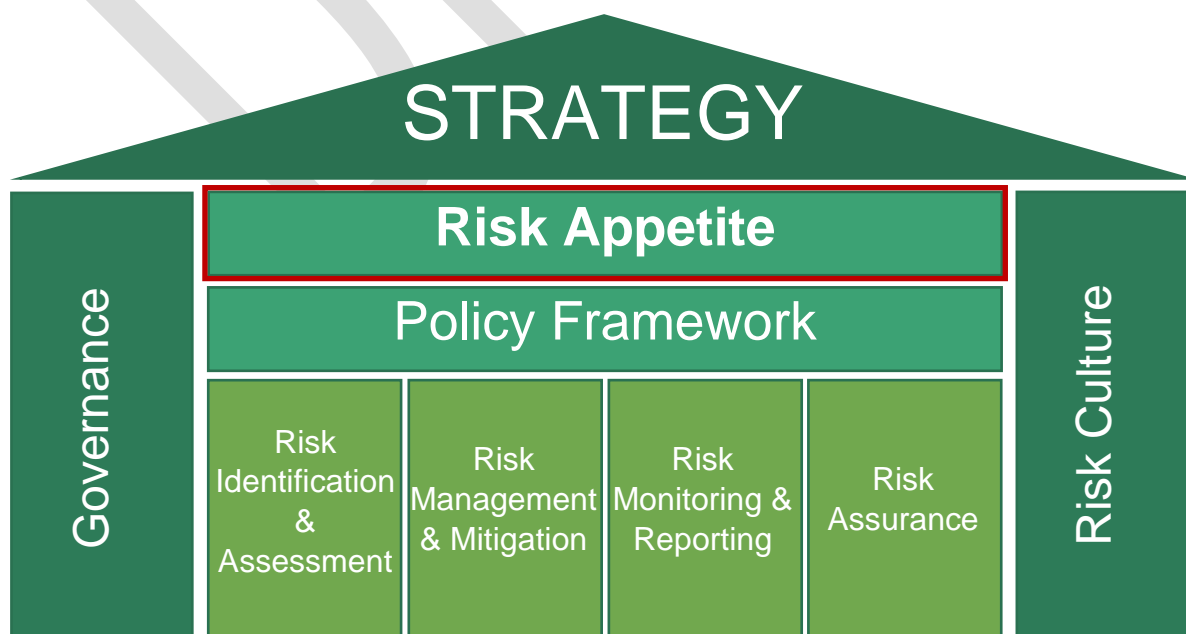 STRATEGY
Risk Appetite
Policy Framework
Governance
Risk
Identification
&
Assessment
Risk
Management
& Mitigation
Risk
Monitoring &
Reporting
Risk
Assurance
Risk Culture